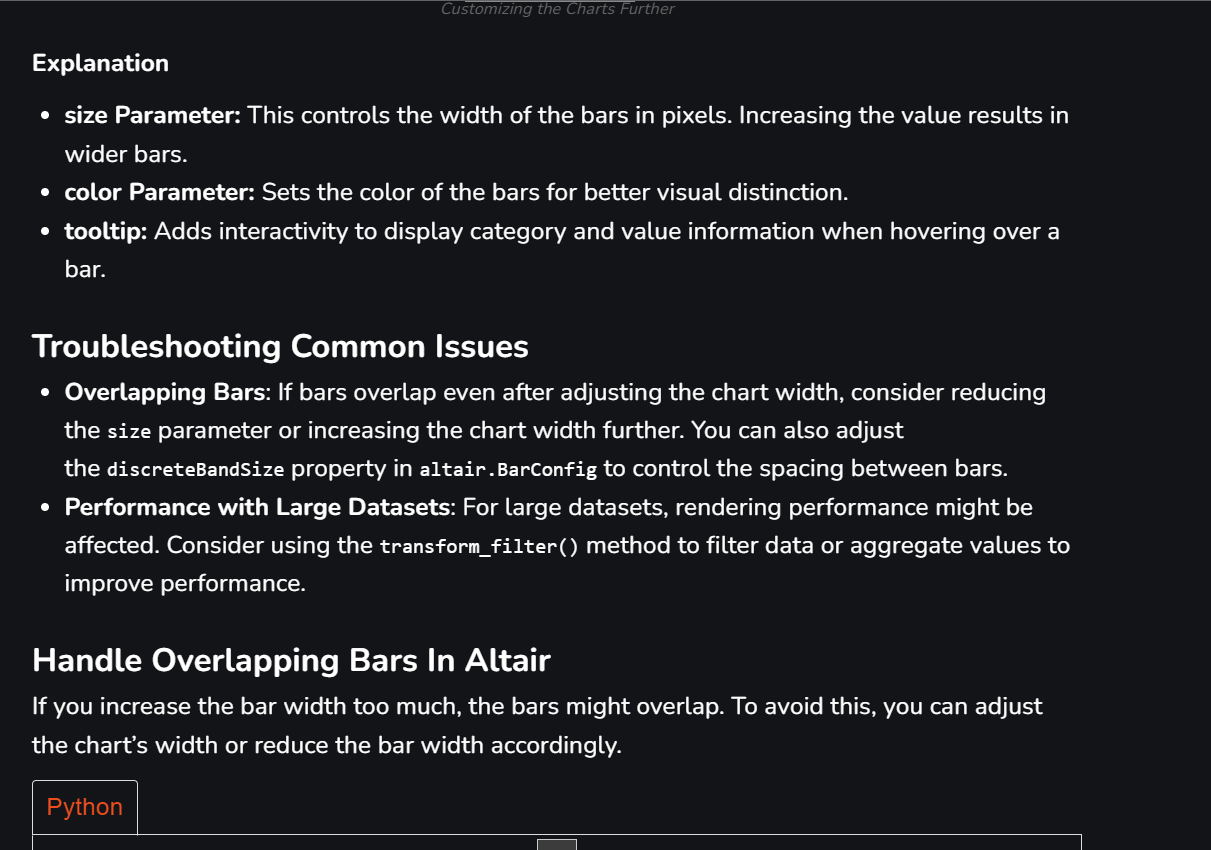 Customizing the Charts Further
Explanation
• size Parameter: This controls the width of the bars in pixels. Increasing the value results in
wider bars.
• color Parameter: Sets the color of the bars for better visual distinction.
• tooltip: Adds interactivity to display category and value information when hovering over a
bar.
Troubleshooting Common Issues
• Overlapping Bars: If bars overlap even after adjusting the chart width, consider reducing
the size parameter or increasing the chart width further. You can also adjust
the discreteBandSize property in altair.BarConfig to control the spacing between bars.
• Performance with Large Datasets: For large datasets, rendering performance might be
affected. Consider using the transform_filter() method to filter data or aggregate values to
improve performance.
Handle Overlapping Bars In Altair
If you increase the bar width too much, the bars might overlap. To avoid this, you can adjust
the chart’s width or reduce the bar width accordingly.
Python